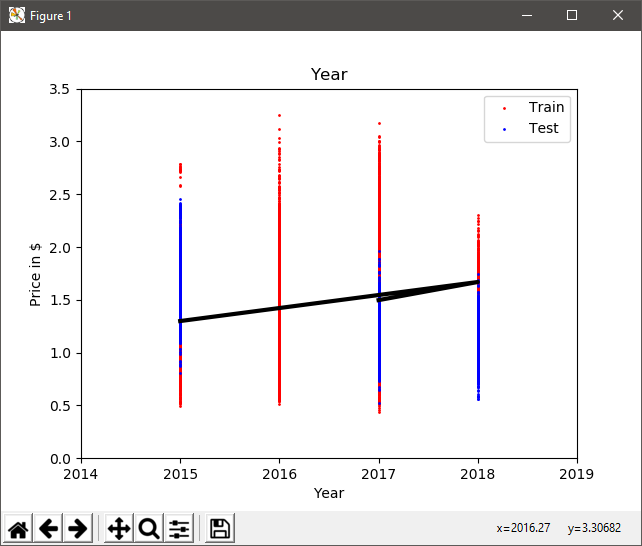 Figure 1
Year
3.5
3.0
2.5
2.0
1.5
1.0
0.5
0.0
Price in $
Train
Test
2014 2015 2016 2017 2018 2019
Year
x=2016.27 y=3.30682